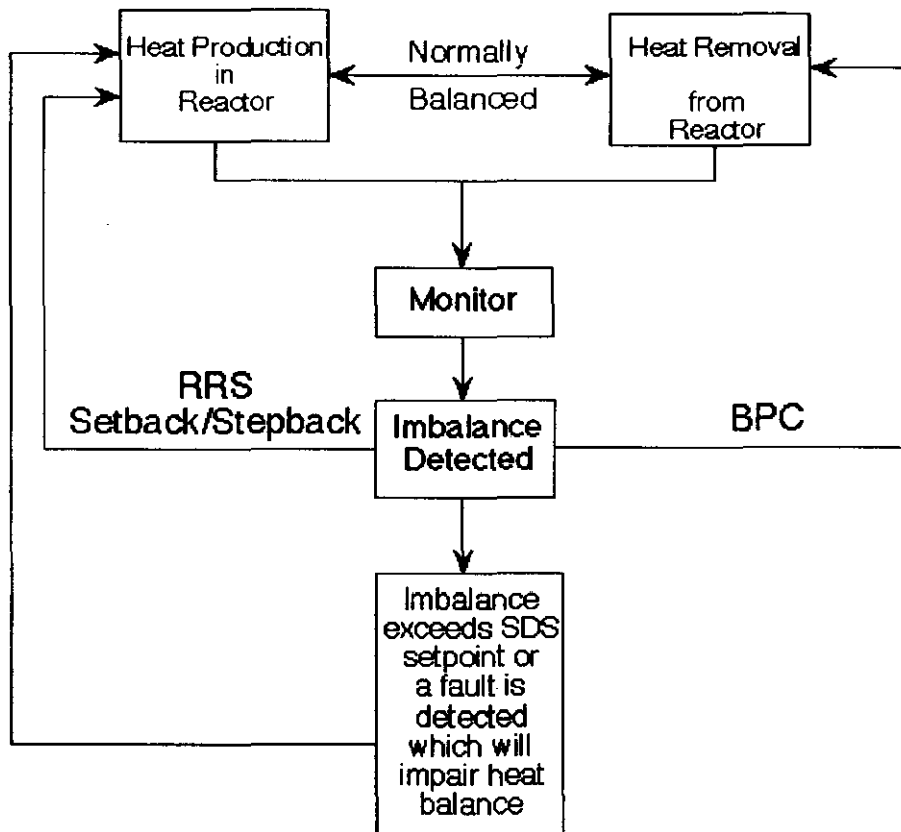 Heat Production
in
Reactor
Normally
Balanced
Heat Removal
from
Reactor
Monitor
RRS
Setback/Stepback
Imbalance
Detected
BPC
Imbalance
exceeds SDS
setpoint or
a fault is
detected
which will
impair heat
balance